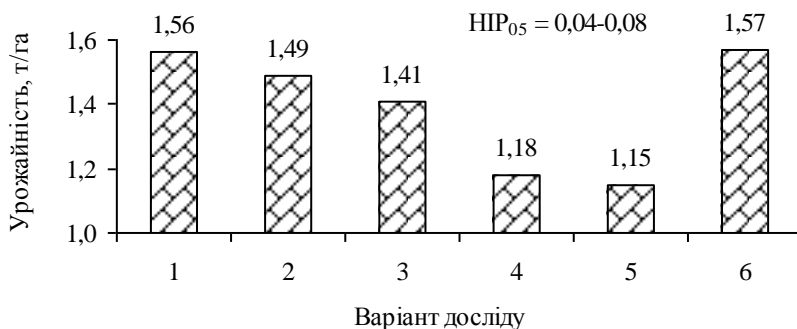 НІР05 = 0,04-0,08
Урожайність, т/га
1,6
1,4
1,2
1,0
1,56
1,49
1,41
1,18
1,15
1,57
1 2 3 4 5 6
Варіант досліду